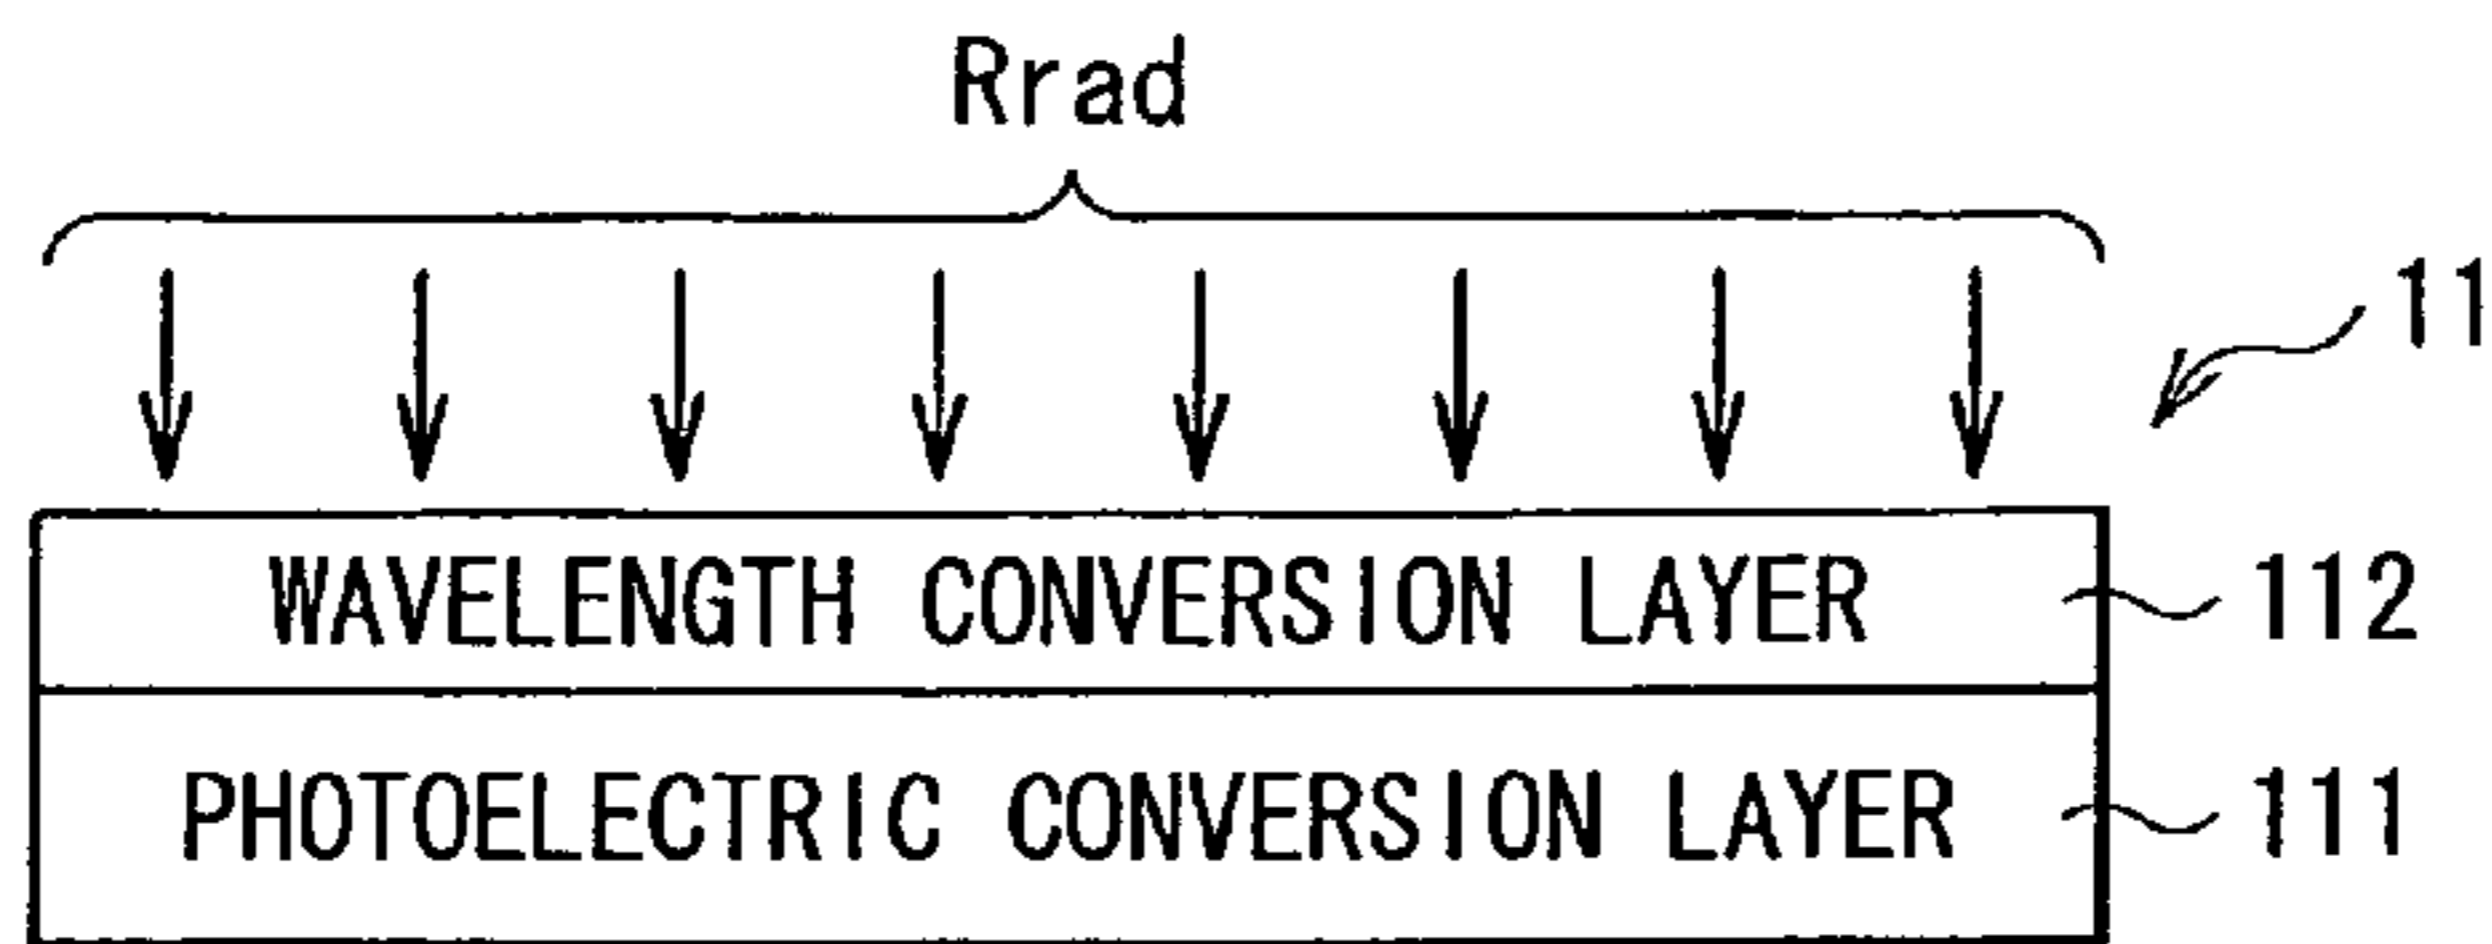 Rrad
11
WAVELENGTH CONVERSION LAYER 112
PHOTOELECTRIC CONVERSION LAYER 111